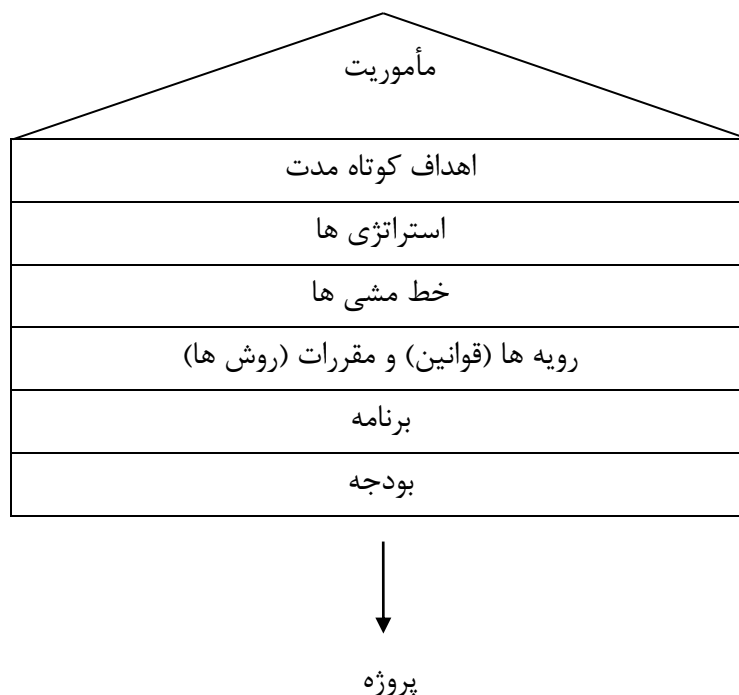 مأموریت
اهداف کوتاه مدت
استراتژی ها
خط مشی ها
رویه ها (قوانین) و مقررات (روش ها)
برنامه
بودجه
پروژه